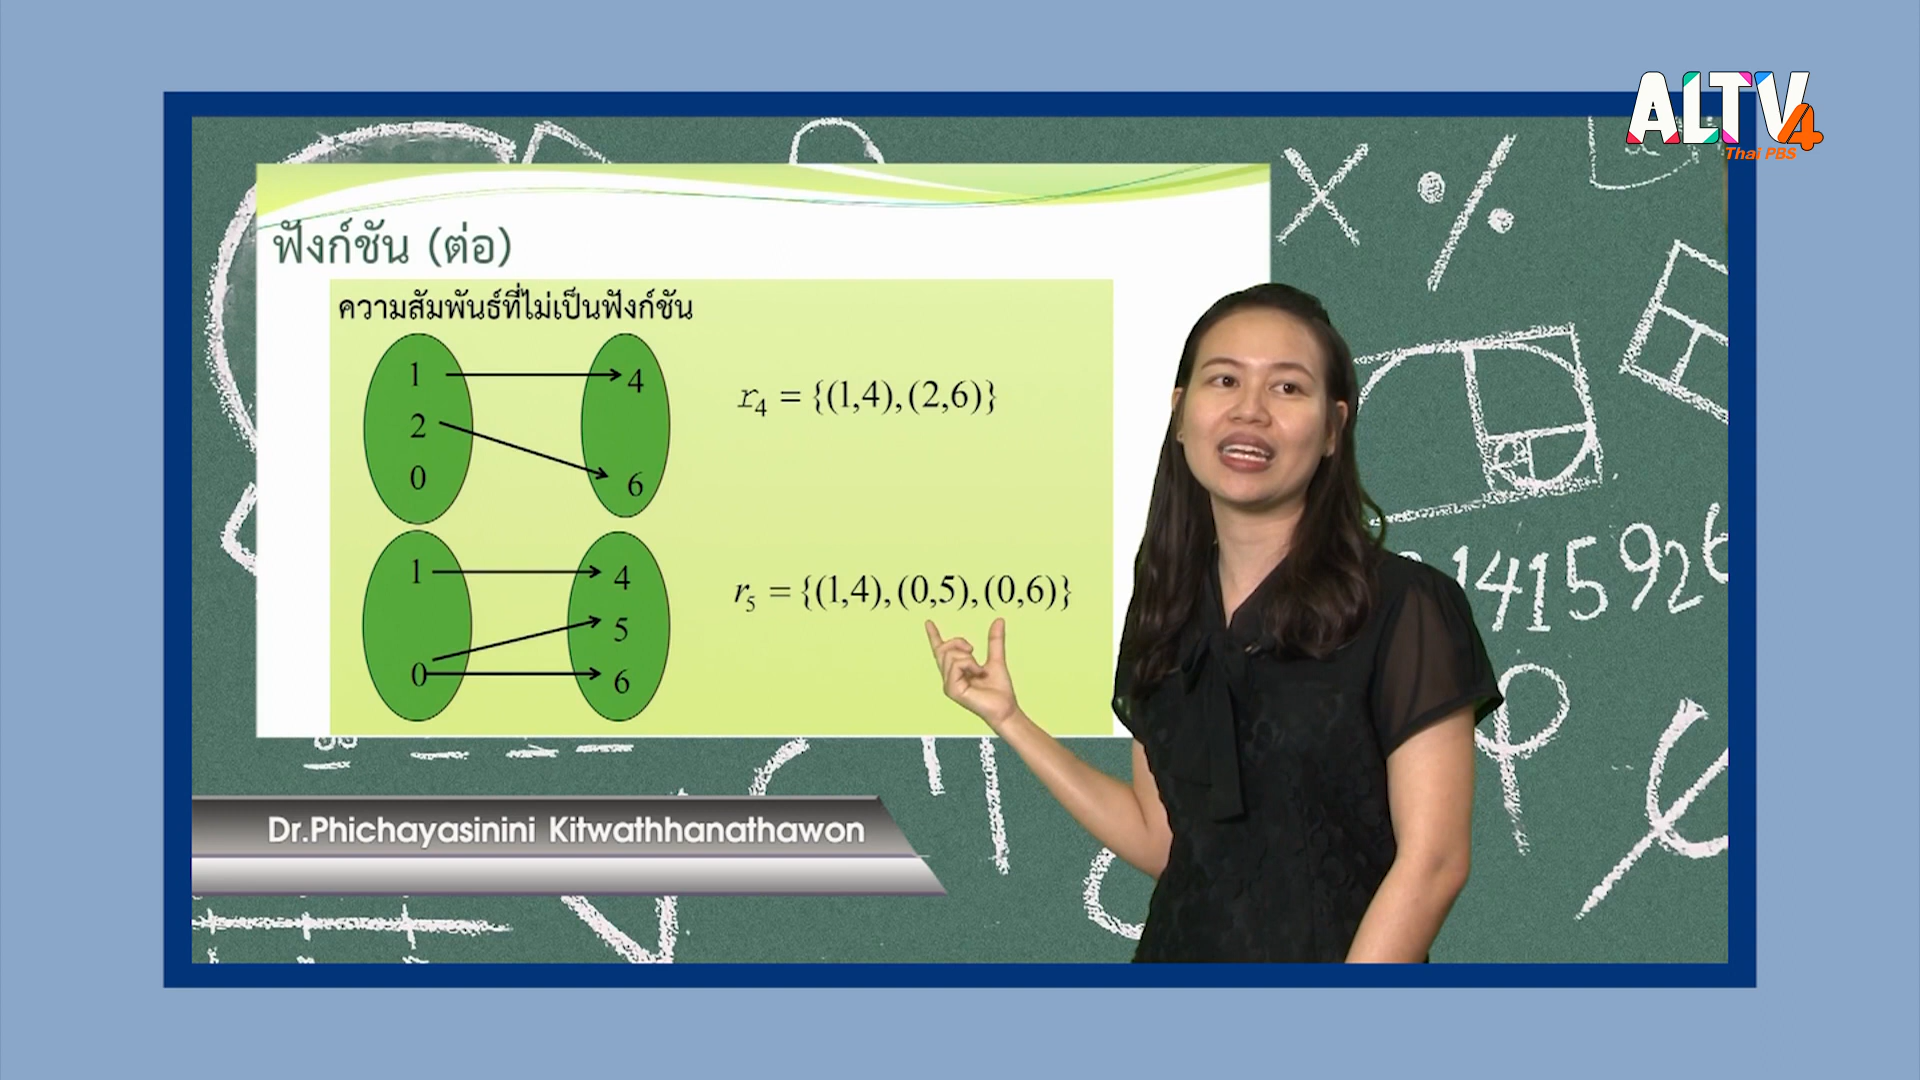 ALTV4
Thai PBS
ฟังก์ชัน (ต่อ)
ความสัมพันธ์ที่ไม่เป็นฟังก์ชัน
1
2
0
4
6
r₄ = {(1,4),(2,6)}
1
0
4
5
6
r₅ = {(1,4),(0,5),(0,6)}
X %
1415926
Dr.Phichayasinini Kitwathhanathawon